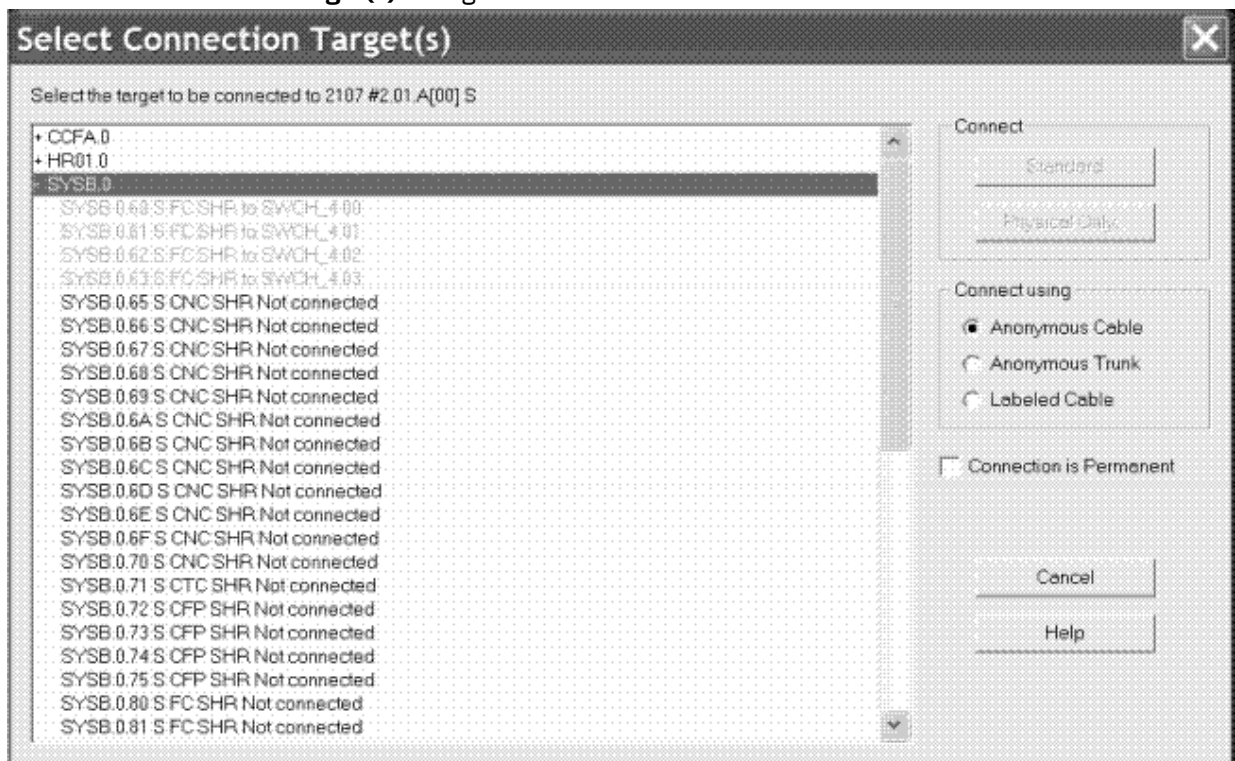 Select Connection Target(s)
Select the target to be connected to 2107 #2.01.A[00] S
+ CCFA.0
+ HR01.0
- SYSB.0
SYSB.0.60 S FC SHR to SWCH_4.00
SYSB.0.61 S FC SHR to SWCH_4.01
SYSB.0.62 S FC SHR to SWCH_4.02
SYSB.0.63 S FC SHR to SWCH_4.03
SYSB.0.65 S CNC SHR Not connected
SYSB.0.66 S CNC SHR Not connected
SYSB.0.67 S CNC SHR Not connected
SYSB.0.68 S CNC SHR Not connected
SYSB.0.69 S CNC SHR Not connected
SYSB.0.6A S CNC SHR Not connected
SYSB.0.6B S CNC SHR Not connected
SYSB.0.6C S CNC SHR Not connected
SYSB.0.6D S CNC SHR Not connected
SYSB.0.6E S CNC SHR Not connected
SYSB.0.6F S CNC SHR Not connected
SYSB.0.70 S CNC SHR Not connected
SYSB.0.71 S CTC SHR Not connected
SYSB.0.72 S CFP SHR Not connected
SYSB.0.73 S CFP SHR Not connected
SYSB.0.74 S CFP SHR Not connected
SYSB.0.75 S CFP SHR Not connected
SYSB.0.80 S FC SHR Not connected
SYSB.0.81 S FC SHR Not connected
Connect
Standard
Physical Only
Connect using
Anonymous Cable
Anonymous Trunk
Labeled Cable
Connection is Permanent
Cancel
Help